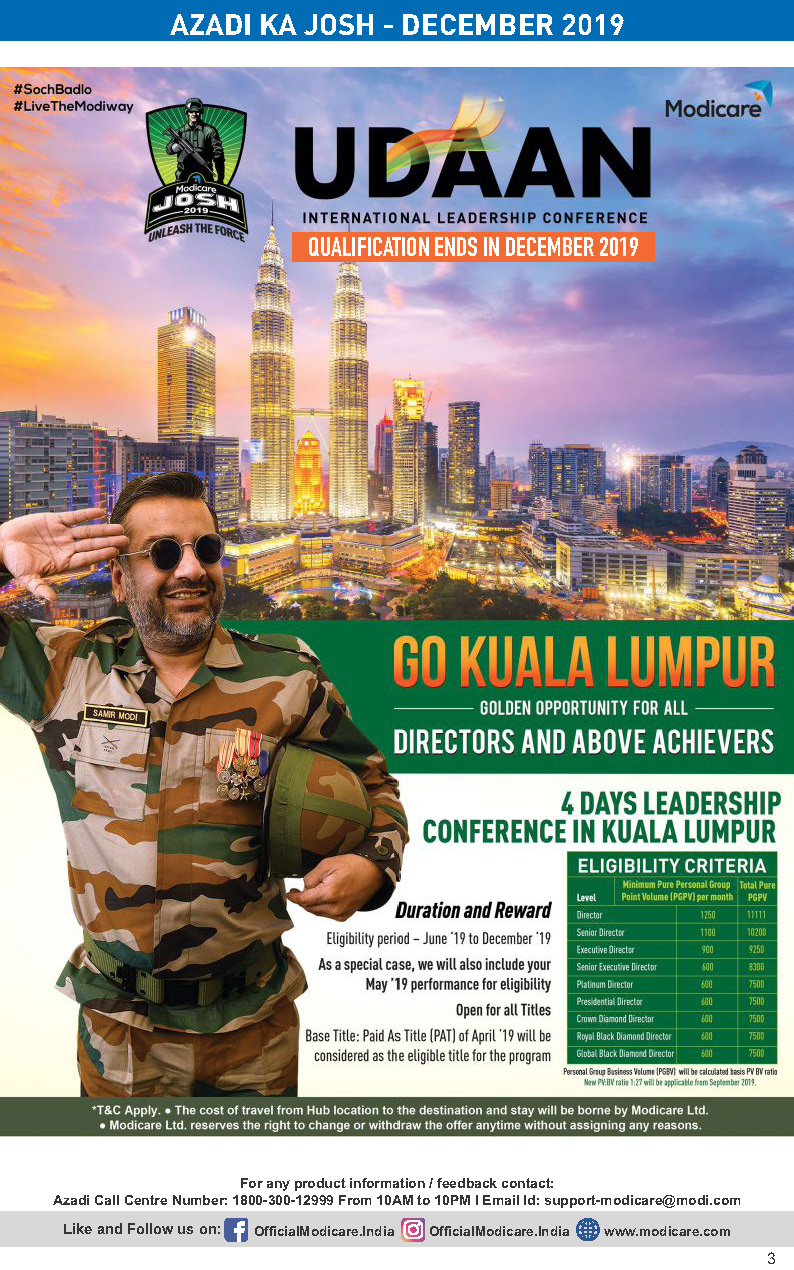 AZADI KA JOSH - DECEMBER 2019
#SochBadlo
#LiveTheModiway
Modicare
JOSH
2019
UNLEASH THE FORCE
UDAAN
INTERNATIONAL LEADERSHIP CONFERENCE
QUALIFICATION ENDS IN DECEMBER 2019
Modicare
SAMIR MODI
GO KUALA LUMPUR
GOLDEN OPPORTUNITY FOR ALL
DIRECTORS AND ABOVE ACHIEVERS
4 DAYS LEADERSHIP
CONFERENCE IN KUALA LUMPUR
Duration and Reward
Eligibility period – June '19 to December '19
As a special case, we will also include your
May '19 performance for eligibility
Open for all Titles
Base Title: Paid As Title (PAT) of April '19 will be
considered as the eligible title for the program
ELIGIBILITY CRITERIA
Level Minimum Pure Personal Group Point Volume (PGPV) per month Total Pure PGPV
Director 1250 11111
Senior Director 1100 10200
Executive Director 900 9250
Senior Executive Director 600 8300
Platinum Director 600 7500
Presidential Director 600 7500
Crown Diamond Director 600 7500
Royal Black Diamond Director 600 7500
Global Black Diamond Director 600 7500
Personal Group Business Volume (PGBV) will be calculated basis PV BV ratio
New PV:BV ratio 1:27 will be applicable from September 2019.
*T&C Apply. ● The cost of travel from Hub location to the destination and stay will be borne by Modicare Ltd.
● Modicare Ltd. reserves the right to change or withdraw the offer anytime without assigning any reasons.
For any product information / feedback contact:
Azadi Call Centre Number: 1800-300-12999 From 10AM to 10PM I Email Id: support-modicare@modi.com
Like and Follow us on: OfficialModicare.India OfficialModicare.India www.modicare.com
3